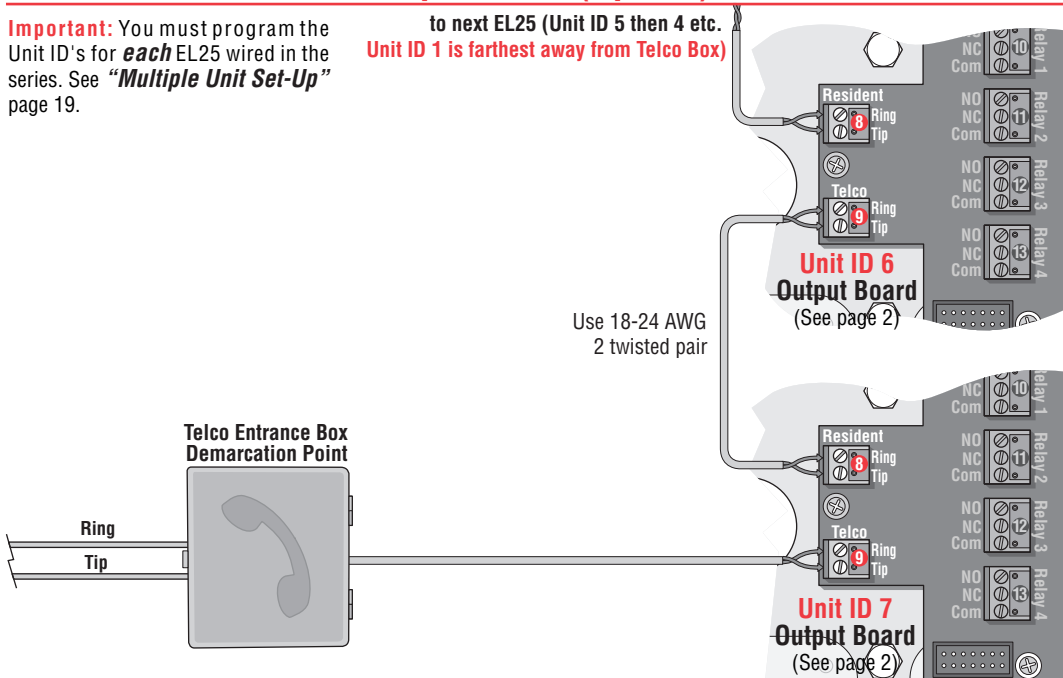 Important: You must program the
Unit ID's for each EL25 wired in the
series. See "Multiple Unit Set-Up"
page 19.
to next EL25 (Unit ID 5 then 4 etc.
Unit ID 1 is farthest away from Telco Box)
NO
NC 10
Com
Relay 1
Resident
8 Ring
Tip
NO
NC 11
Com
Relay 2
Telco
9 Ring
Tip
NO
NC 12
Com
Relay 3
NO
NC 13
Com
Relay 4
Unit ID 6
Output Board
(See page 2)
Use 18-24 AWG
2 twisted pair
NC 10
Com
Relay 1
Telco Entrance Box
Demarcation Point
Ring
Tip
Resident
8 Ring
Tip
NO
NC 11
Com
Relay 2
Telco
9 Ring
Tip
NO
NC 12
Com
Relay 3
NO
NC 13
Com
Relay 4
Unit ID 7
Output Board
(See page 2)